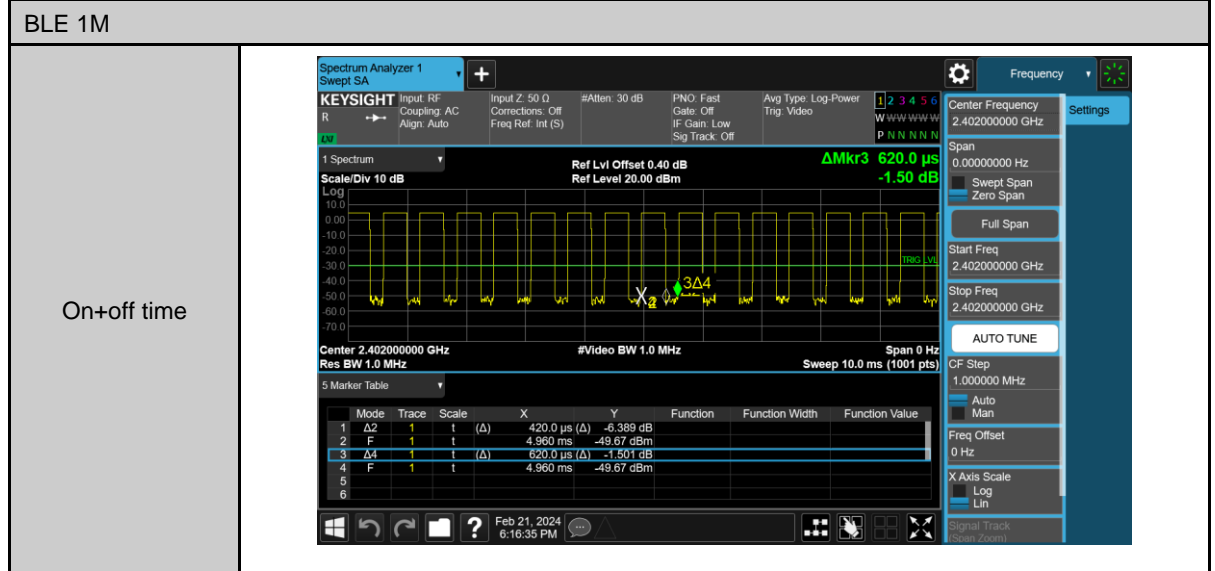 BLE 1M
On+off time
Spectrum Analyzer 1
Swept SA
+
Frequency
KEYSIGHT
R
LXI
Input: RF
Coupling: AC
Align: Auto
Input Z: 50 Ω
Corrections: Off
Freq Ref: Int (S)
#Atten: 30 dB
PNO: Fast
Gate: Off
IF Gain: Low
Sig Track: Off
Avg Type: Log-Power
Trig: Video
1 2 3 4 5 6
W W W W W W
P N N N N N
1 Spectrum
Scale/Div 10 dB
Ref Lvl Offset 0.40 dB
Ref Level 20.00 dBm
ΔMkr3 620.0 µs
-1.50 dB
Log
10.0
0.00
-10.0
-20.0
-30.0
-40.0
-50.0
-60.0
-70.0
TRIG LVL
3Δ4
X2
Center 2.402000000 GHz
Res BW 1.0 MHz
#Video BW 1.0 MHz
Span 0 Hz
Sweep 10.0 ms (1001 pts)
5 Marker Table
Mode Trace Scale X Y Function Function Width Function Value
1 Δ2 1 t (Δ) 420.0 µs (Δ) -6.389 dB
2 F 1 t 4.960 ms -49.67 dBm
3 Δ4 1 t (Δ) 620.0 µs (Δ) -1.501 dB
4 F 1 t 4.960 ms -49.67 dBm
5
6
?
Feb 21, 2024
6:16:35 PM
Center Frequency
2.402000000 GHz
Settings
Span
0.00000000 Hz
Swept Span
Zero Span
Full Span
Start Freq
2.402000000 GHz
Stop Freq
2.402000000 GHz
AUTO TUNE
CF Step
1.000000 MHz
Auto
Man
Freq Offset
0 Hz
X Axis Scale
Log
Lin
Signal Track
(Span Zoom)